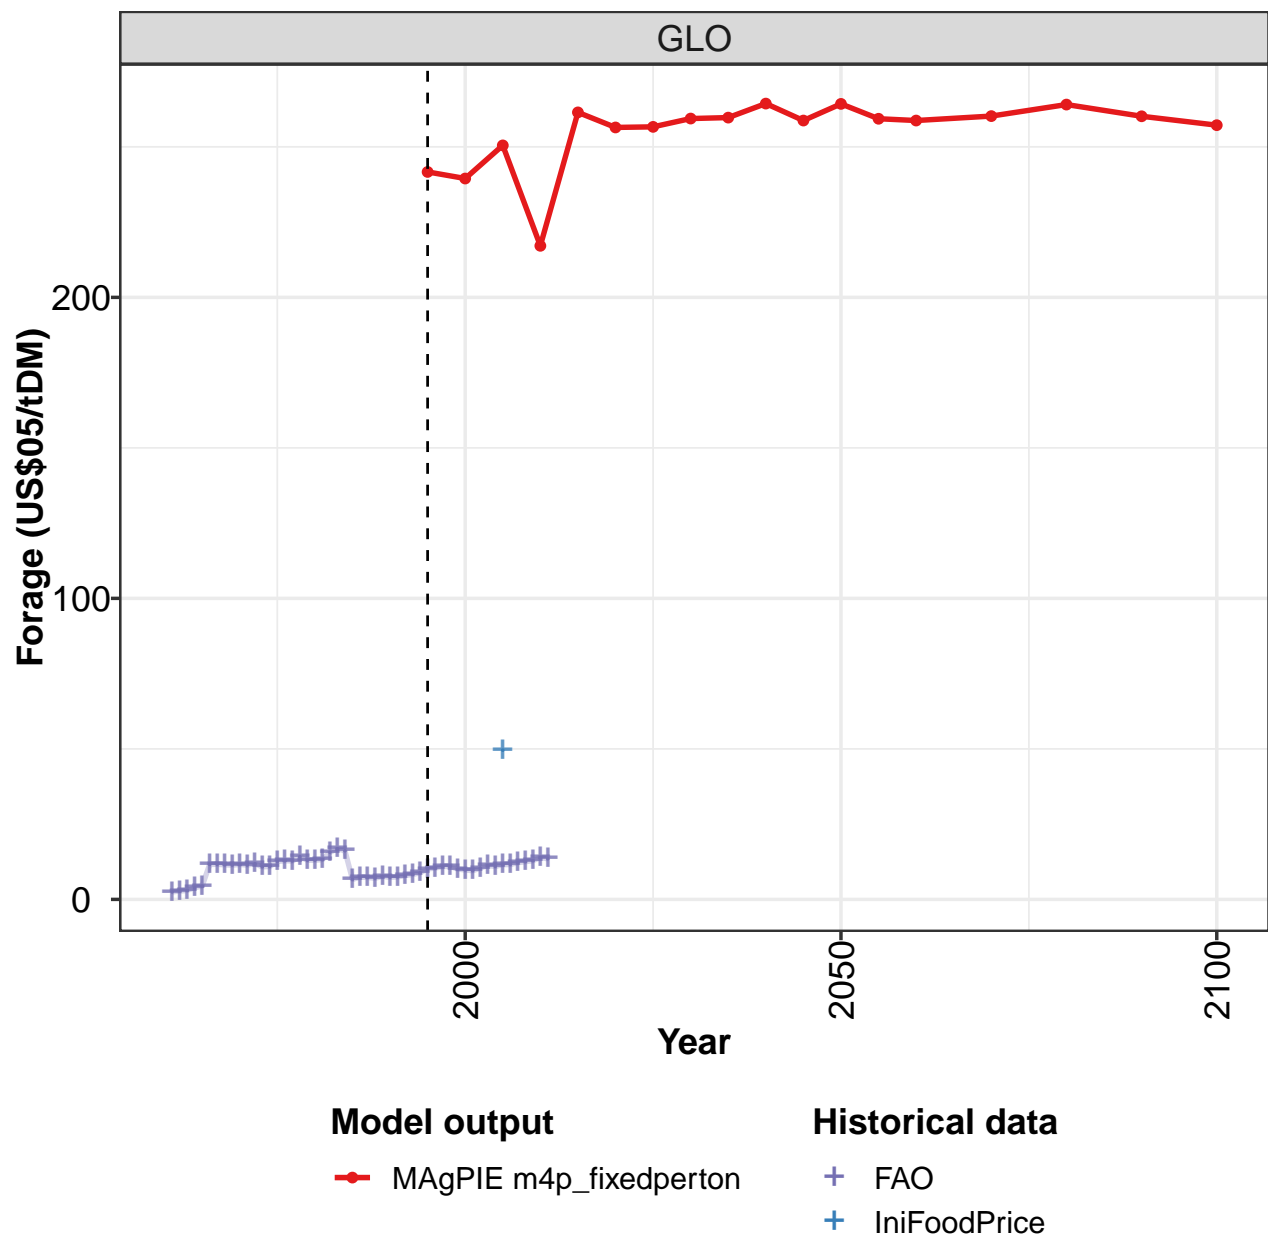 GLO
Forage (US$05/tDM)
200
100
0
2000
2050
2100
Year
Model output
MAgPIE m4p_fixedperton
Historical data
FAO
IniFoodPrice